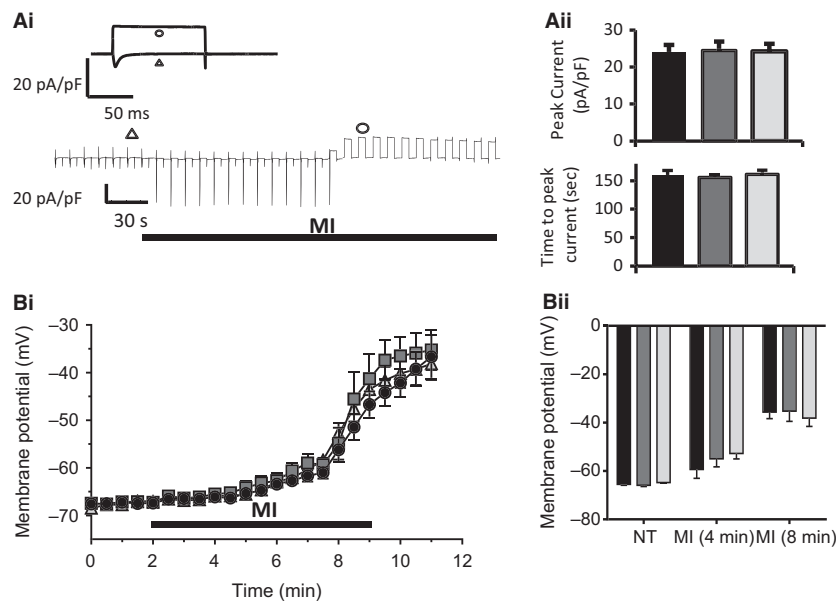 Ai
20 pA/pF
50 ms
20 pA/pF
30 s
MI
Aii
Peak Current
(pA/pF)
30
20
10
0
Time to peak
current (sec)
150
100
50
0
Bi
Membrane potential (mV)
–30
–40
–50
–60
–70
MI
0 2 4 6 8 10 12
Time (min)
Bii
Membrane potential (mV)
0
–20
–40
–60
–80
NT MI (4 min) MI (8 min)